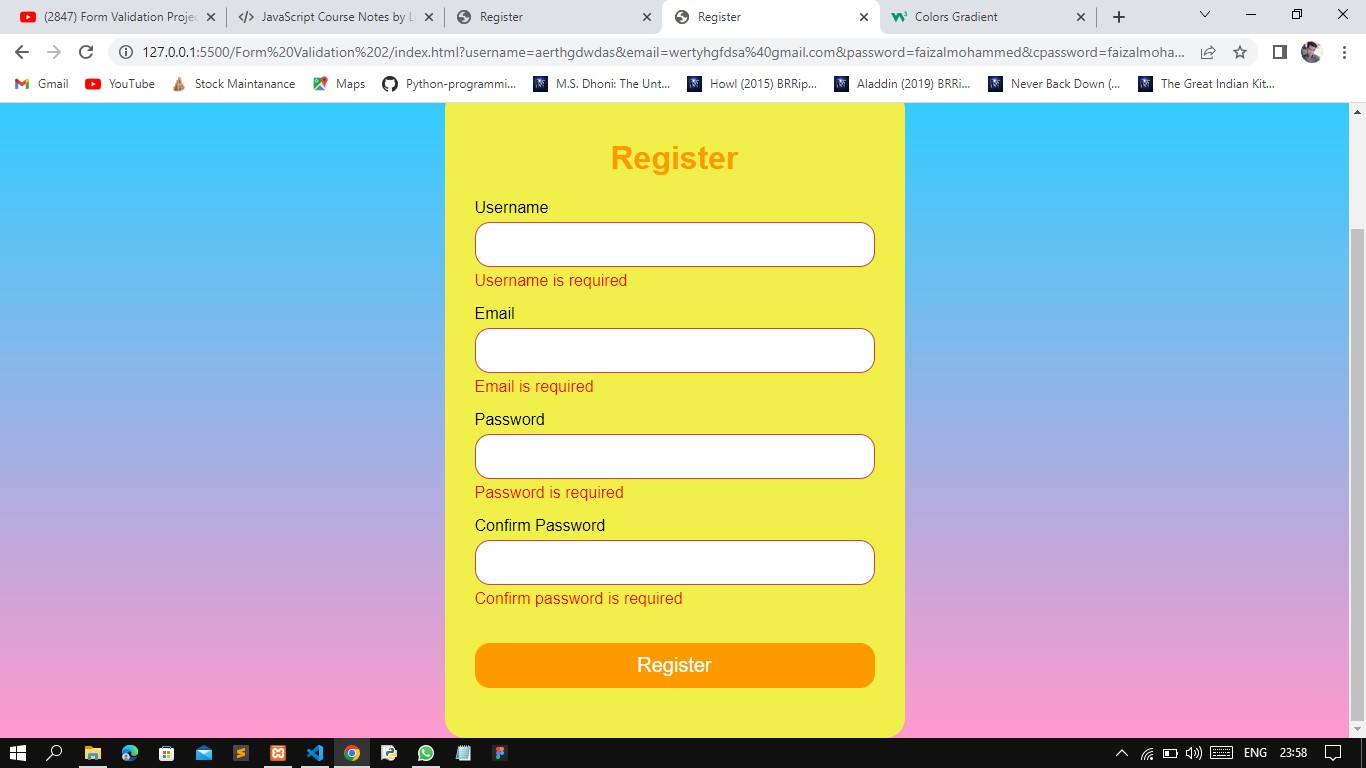 (2847) Form Validation Projec
JavaScript Course Notes by Li
Register
Register
Colors Gradient
127.0.0.1:5500/Form%20Validation%202/index.html?username=aerthgdwdas&email=wertyhgfdsa%40gmail.com&password=faizalmohammed&cpassword=faizalmoha...
Gmail
YouTube
Stock Maintanance
Maps
Python-programmi...
M.S. Dhoni: The Unt...
Howl (2015) BRRip...
Aladdin (2019) BRRi...
Never Back Down (...
The Great Indian Kit...
Register
Username
Username is required
Email
Email is required
Password
Password is required
Confirm Password
Confirm password is required
Register
ENG
23:58